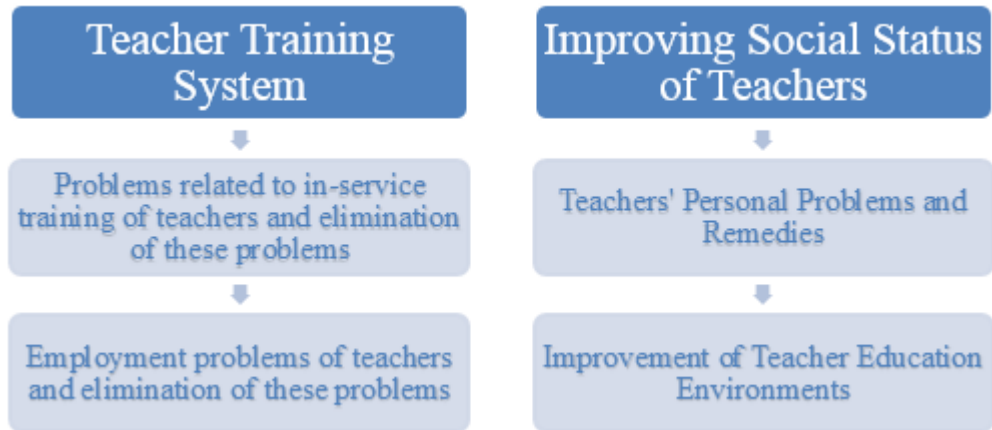 Teacher Training
System
Problems related to in-service
training of teachers and elimination
of these problems
Employment problems of teachers
and elimination of these problems
Improving Social Status
of Teachers
Teachers' Personal Problems and
Remedies
Improvement of Teacher Education
Environments